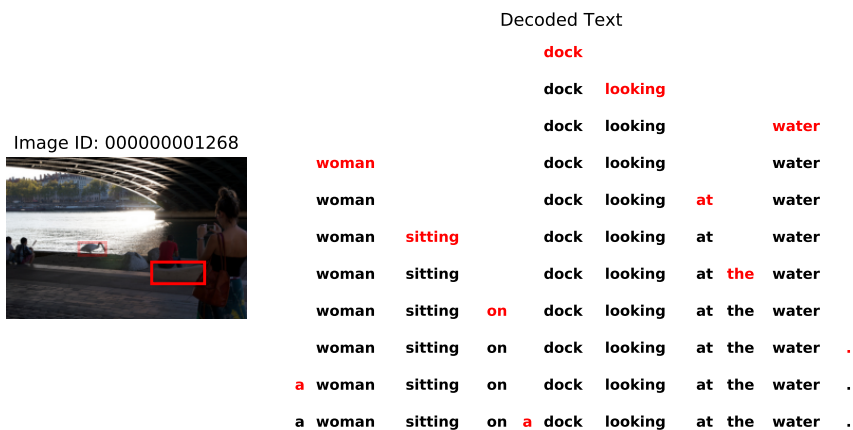 Decoded Text
dock
dock looking
dock looking water
Image ID: 000000001268
woman dock looking water
woman dock looking at water
woman sitting dock looking at water
woman sitting dock looking at the water
woman sitting on dock looking at the water
woman sitting on dock looking at the water .
a woman sitting on dock looking at the water .
a woman sitting on a dock looking at the water .